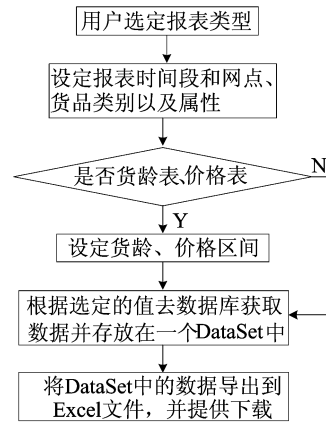 用户选定报表类型
设定报表时间段和网点、
货品类别以及属性
是否货龄表、价格表
N
Y
设定货龄、价格区间
根据选定的值去数据库获取
数据并存放在一个DataSet中
将DataSet中的数据导出到
Excel文件，并提供下载